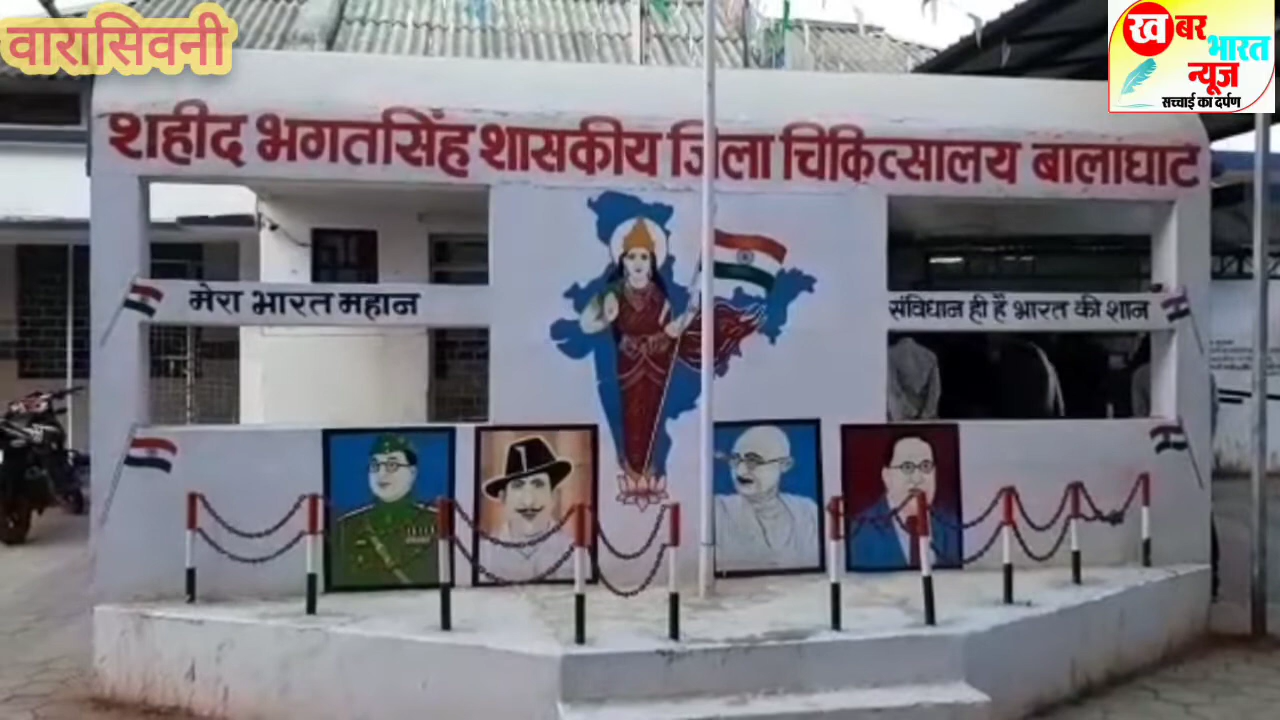 वारासिवनी
खबर
भारत
न्यूज़
सच्चाई का दर्पण
शहीद भगतसिंह शासकीय जिला चिकित्सालय बालाघाट
मेरा भारत महान
संविधान ही है भारत की शान